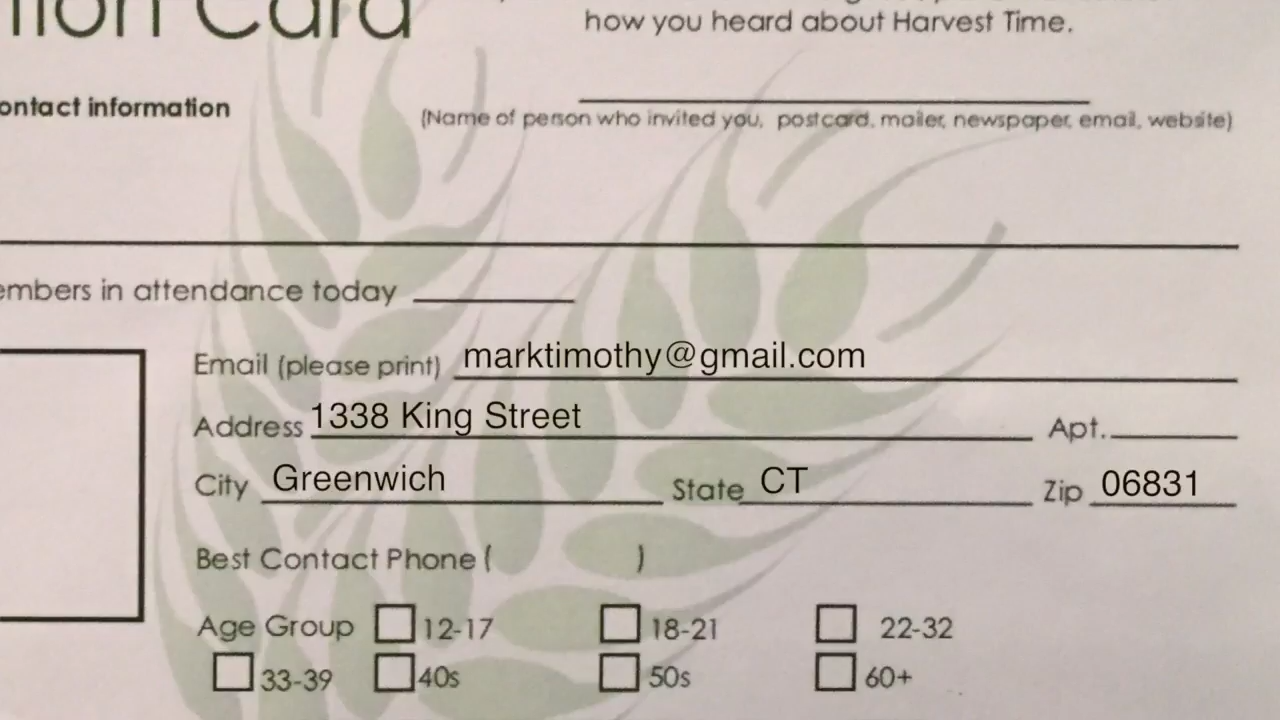 Card
how you heard about Harvest Time.
ontact information
(Name of person who invited you, postcard, mailer, newspaper, email, website)
embers in attendance today
Email (please print) marktimothy@gmail.com
Address 1338 King Street Apt.
City Greenwich State CT Zip 06831
Best Contact Phone ( )
Age Group 12-17 18-21 22-32
33-39 40s 50s 60+